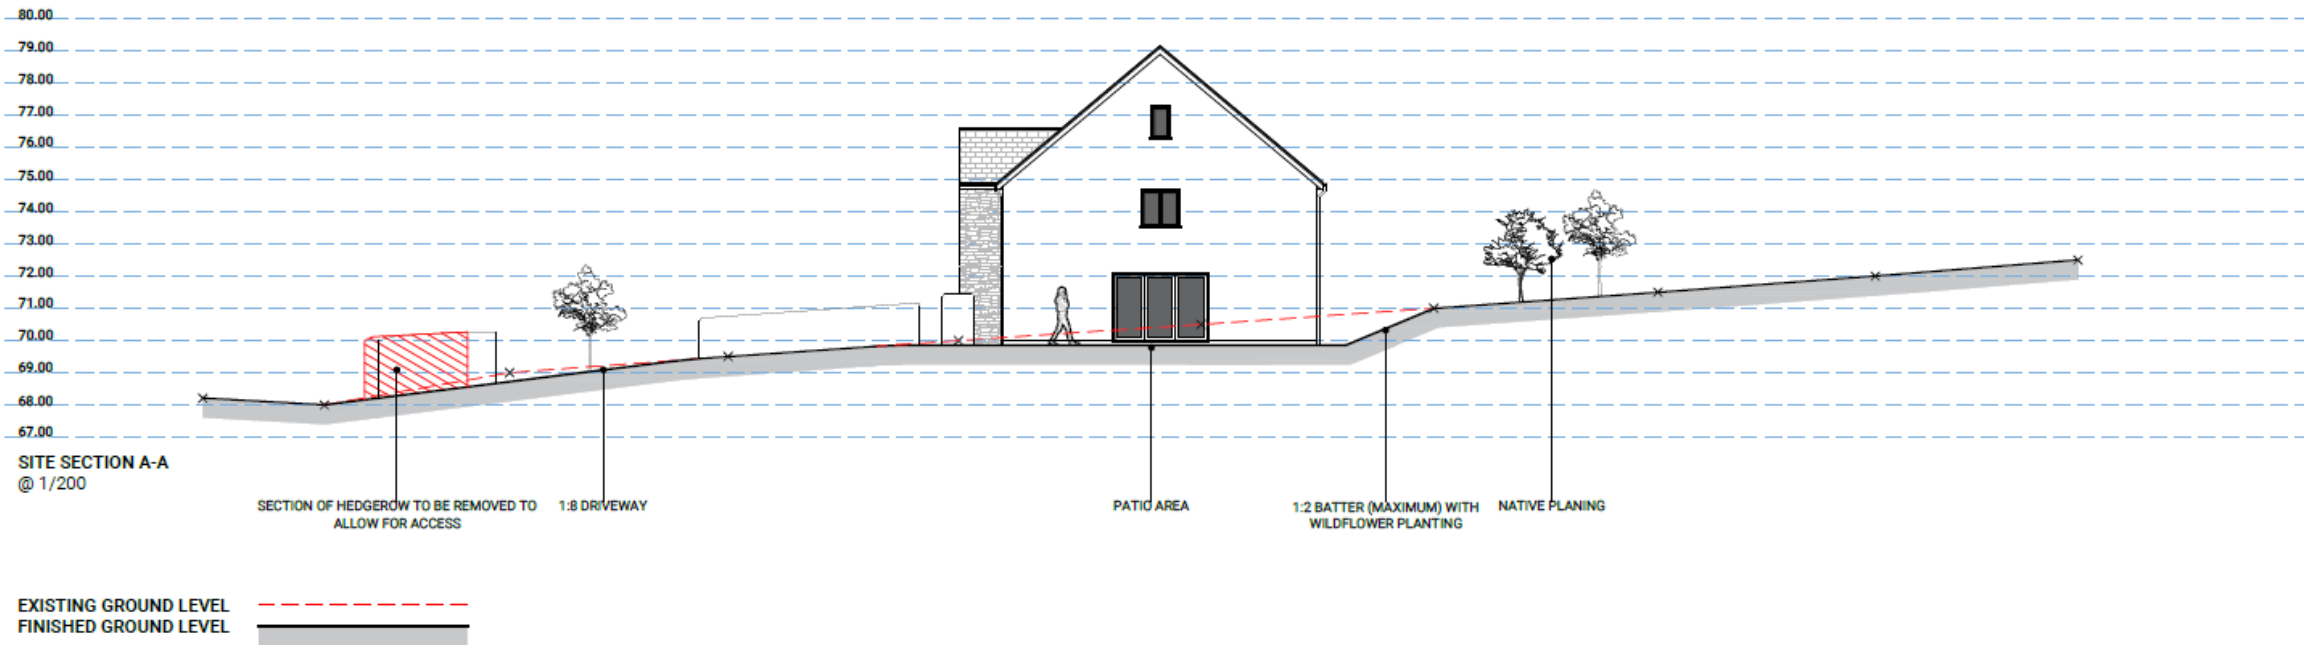 80.00
79.00
78.00
77.00
76.00
75.00
74.00
73.00
72.00
71.00
70.00
69.00
68.00
67.00
SITE SECTION A-A
@ 1/200
SECTION OF HEDGEROW TO BE REMOVED TO
ALLOW FOR ACCESS
1:8 DRIVEWAY
PATIO AREA
1:2 BATTER (MAXIMUM) WITH
WILDFLOWER PLANTING
NATIVE PLANING
EXISTING GROUND LEVEL
FINISHED GROUND LEVEL